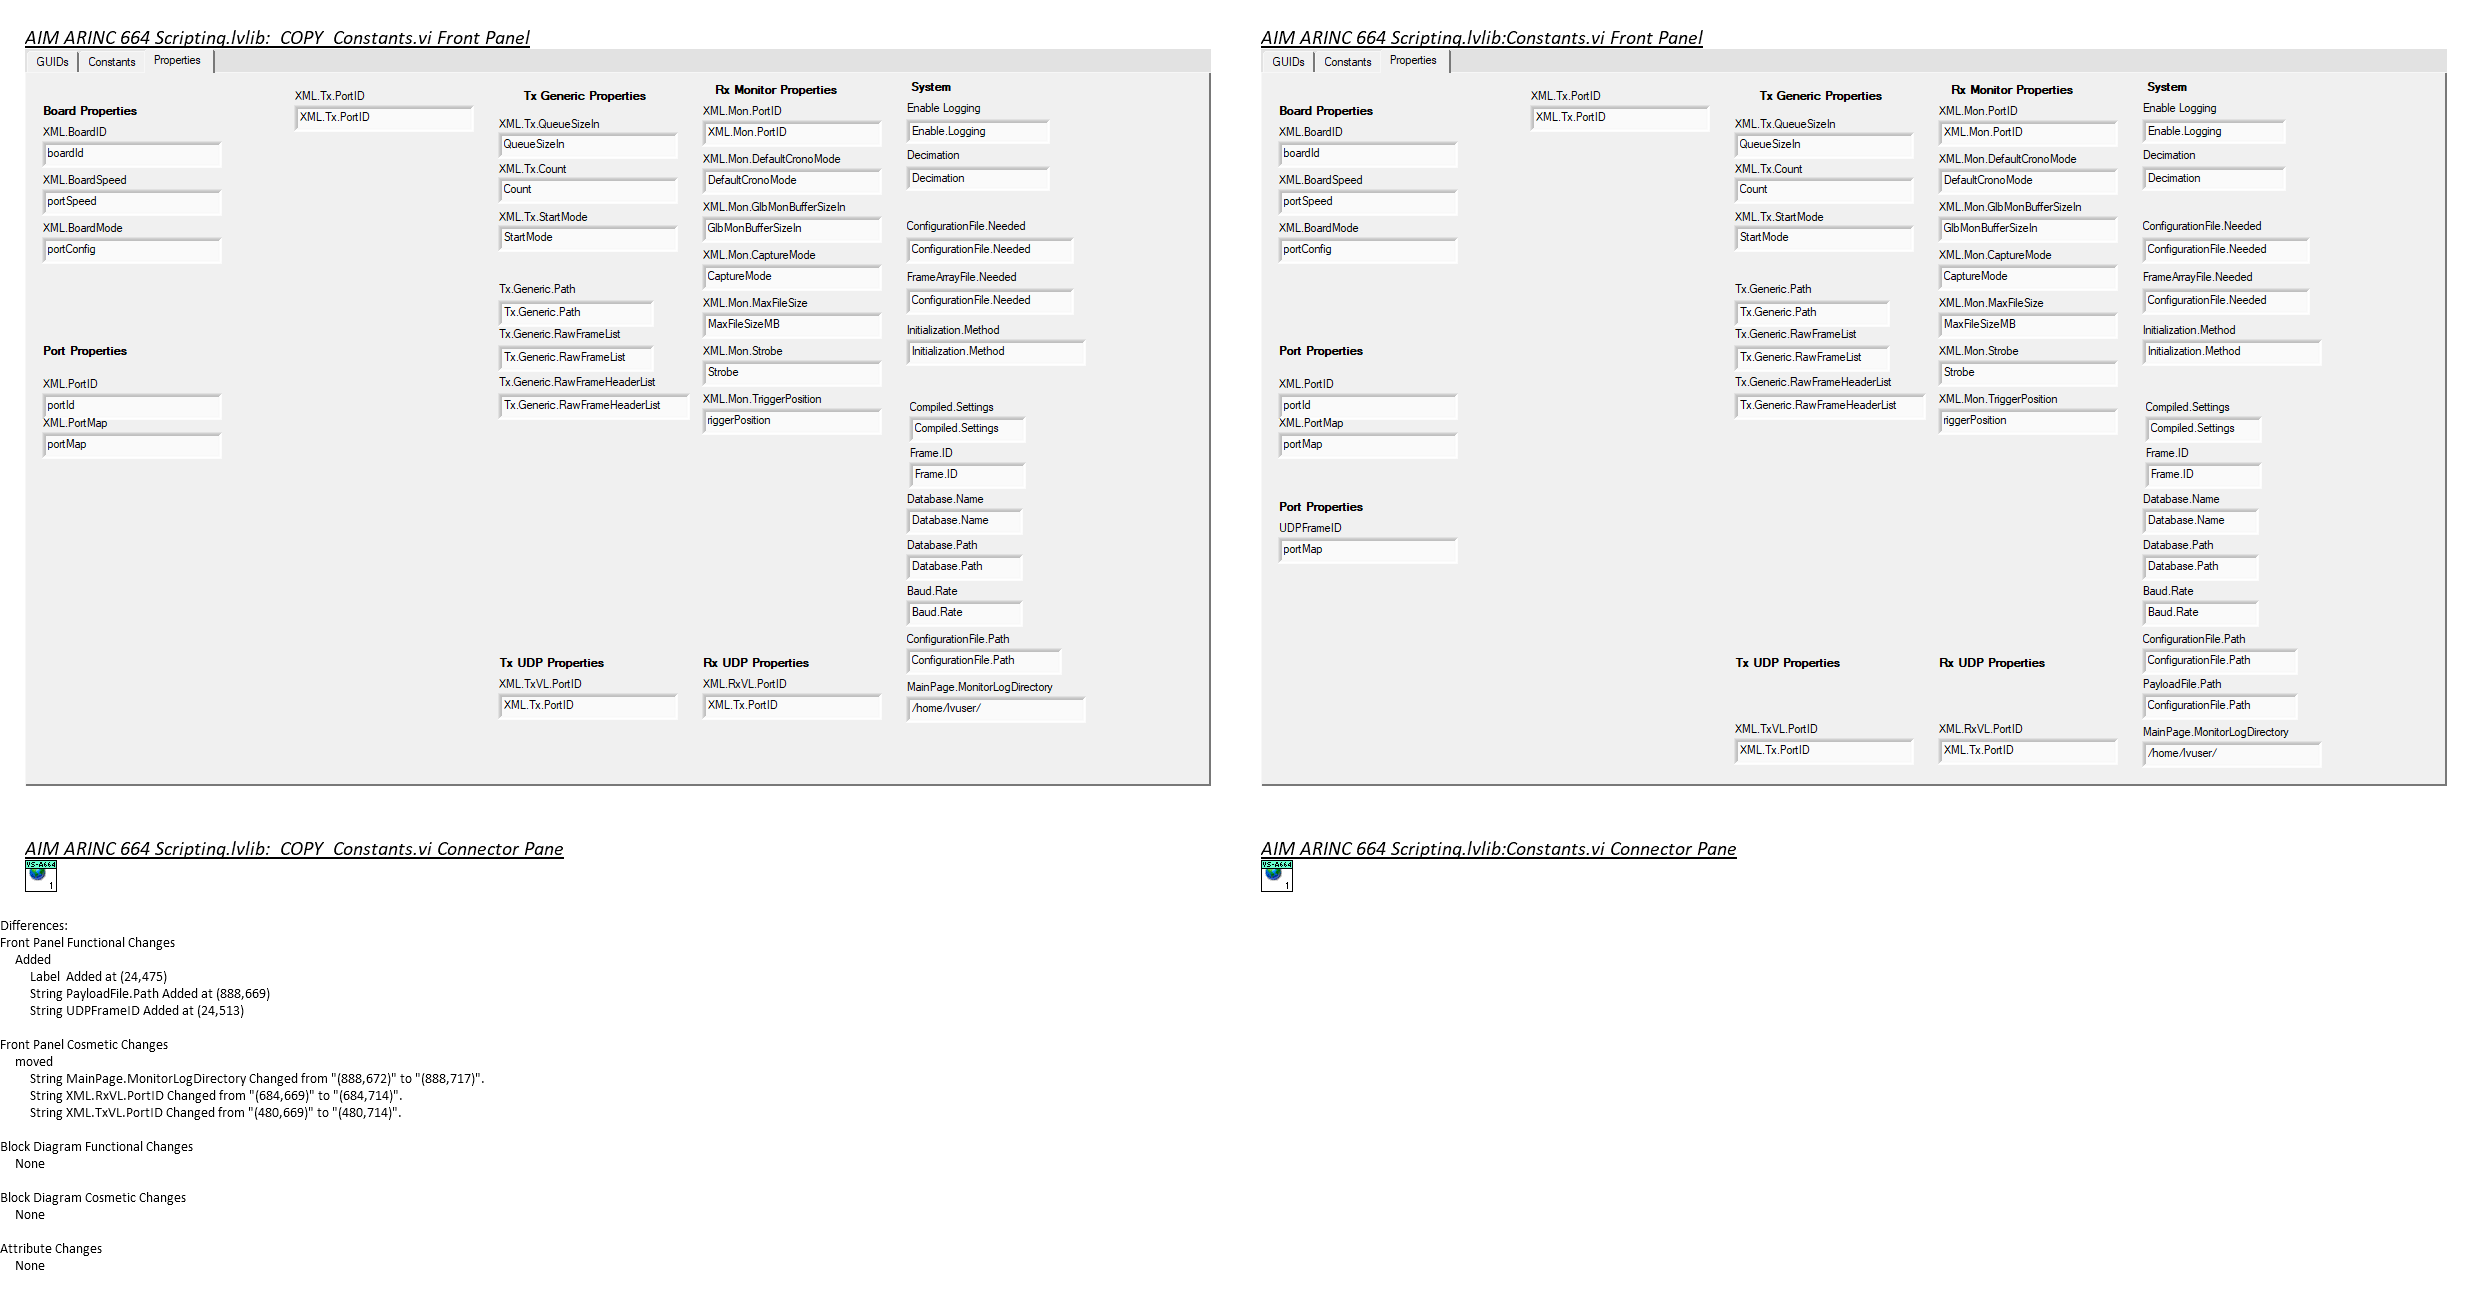 AIM ARINC 664 Scripting.lvlib:_COPY_Constants.vi Front Panel
GUIDs Constants Properties
Board Properties
XML.BoardID
boardId
XML.BoardSpeed
portSpeed
XML.BoardMode
portConfig
Port Properties
XML.PortID
portId
XML.PortMap
portMap
XML.Tx.PortID
XML.Tx.PortID
Tx Generic Properties
XML.Tx.QueueSizeIn
QueueSizeIn
XML.Tx.Count
Count
XML.Tx.StartMode
StartMode
Tx.Generic.Path
Tx.Generic.Path
Tx.Generic.RawFrameList
Tx.Generic.RawFrameList
Tx.Generic.RawFrameHeaderList
Tx.Generic.RawFrameHeaderList
Tx UDP Properties
XML.TxVL.PortID
XML.Tx.PortID
Rx Monitor Properties
XML.Mon.PortID
XML.Mon.PortID
XML.Mon.DefaultCronoMode
DefaultCronoMode
XML.Mon.GlbMonBufferSizeIn
GlbMonBufferSizeIn
XML.Mon.CaptureMode
CaptureMode
XML.Mon.MaxFileSize
MaxFileSizeMB
XML.Mon.Strobe
Strobe
XML.Mon.TriggerPosition
riggerPosition
Rx UDP Properties
XML.RxVL.PortID
XML.Tx.PortID
System
Enable Logging
Enable.Logging
Decimation
Decimation
ConfigurationFile.Needed
ConfigurationFile.Needed
FrameArrayFile.Needed
ConfigurationFile.Needed
Initialization.Method
Initialization.Method
Compiled.Settings
Compiled.Settings
Frame.ID
Frame.ID
Database.Name
Database.Name
Database.Path
Database.Path
Baud.Rate
Baud.Rate
ConfigurationFile.Path
ConfigurationFile.Path
MainPage.MonitorLogDirectory
/home/lvuser/
AIM ARINC 664 Scripting.lvlib:Constants.vi Front Panel
GUIDs Constants Properties
Board Properties
XML.BoardID
boardId
XML.BoardSpeed
portSpeed
XML.BoardMode
portConfig
Port Properties
XML.PortID
portId
XML.PortMap
portMap
Port Properties
UDPFrameID
portMap
XML.Tx.PortID
XML.Tx.PortID
Tx Generic Properties
XML.Tx.QueueSizeIn
QueueSizeIn
XML.Tx.Count
Count
XML.Tx.StartMode
StartMode
Tx.Generic.Path
Tx.Generic.Path
Tx.Generic.RawFrameList
Tx.Generic.RawFrameList
Tx.Generic.RawFrameHeaderList
Tx.Generic.RawFrameHeaderList
Tx UDP Properties
XML.TxVL.PortID
XML.Tx.PortID
Rx Monitor Properties
XML.Mon.PortID
XML.Mon.PortID
XML.Mon.DefaultCronoMode
DefaultCronoMode
XML.Mon.GlbMonBufferSizeIn
GlbMonBufferSizeIn
XML.Mon.CaptureMode
CaptureMode
XML.Mon.MaxFileSize
MaxFileSizeMB
XML.Mon.Strobe
Strobe
XML.Mon.TriggerPosition
riggerPosition
Rx UDP Properties
XML.RxVL.PortID
XML.Tx.PortID
System
Enable Logging
Enable.Logging
Decimation
Decimation
ConfigurationFile.Needed
ConfigurationFile.Needed
FrameArrayFile.Needed
ConfigurationFile.Needed
Initialization.Method
Initialization.Method
Compiled.Settings
Compiled.Settings
Frame.ID
Frame.ID
Database.Name
Database.Name
Database.Path
Database.Path
Baud.Rate
Baud.Rate
ConfigurationFile.Path
ConfigurationFile.Path
PayloadFile.Path
ConfigurationFile.Path
MainPage.MonitorLogDirectory
/home/lvuser/
AIM ARINC 664 Scripting.lvlib:_COPY_Constants.vi Connector Pane
VS-A664
1
AIM ARINC 664 Scripting.lvlib:Constants.vi Connector Pane
VS-A664
1
Differences:
Front Panel Functional Changes
Added
Label  Added at (24,475)
String PayloadFile.Path Added at (888,669)
String UDPFrameID Added at (24,513)
Front Panel Cosmetic Changes
moved
String MainPage.MonitorLogDirectory Changed from "(888,672)" to "(888,717)".
String XML.RxVL.PortID Changed from "(684,669)" to "(684,714)".
String XML.TxVL.PortID Changed from "(480,669)" to "(480,714)".
Block Diagram Functional Changes
None
Block Diagram Cosmetic Changes
None
Attribute Changes
None